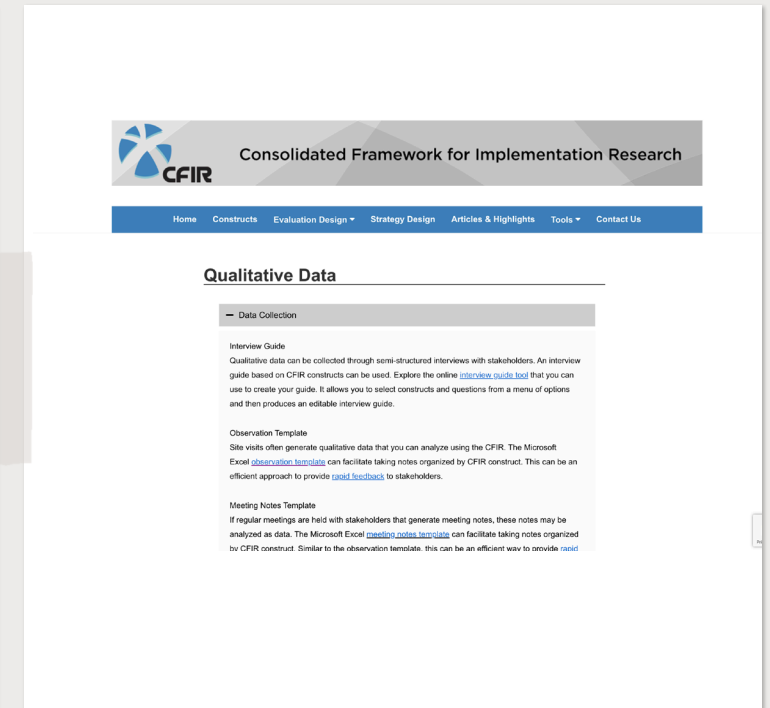 CFIR
Consolidated Framework for Implementation Research
Home Constructs Evaluation Design Strategy Design Articles & Highlights Tools Contact Us
Qualitative Data
Data Collection
Interview Guide
Qualitative data can be collected through semi-structured interviews with stakeholders. An interview
guide based on CFIR constructs can be used. Explore the online interview guide tool that you can
use to create your guide. It allows you to select constructs and questions from a menu of options
and then produces an editable interview guide.
Observation Template
Site visits often generate qualitative data that you can analyze using the CFIR. The Microsoft
Excel observation template can facilitate taking notes organized by CFIR construct. This can be an
efficient approach to provide rapid feedback to stakeholders.
Meeting Notes Template
If regular meetings are held with stakeholders that generate meeting notes, these notes may be
analyzed as data. The Microsoft Excel meeting notes template can facilitate taking notes organized
by CFIR construct. Similar to the observation template, this can be an efficient way to provide rapid